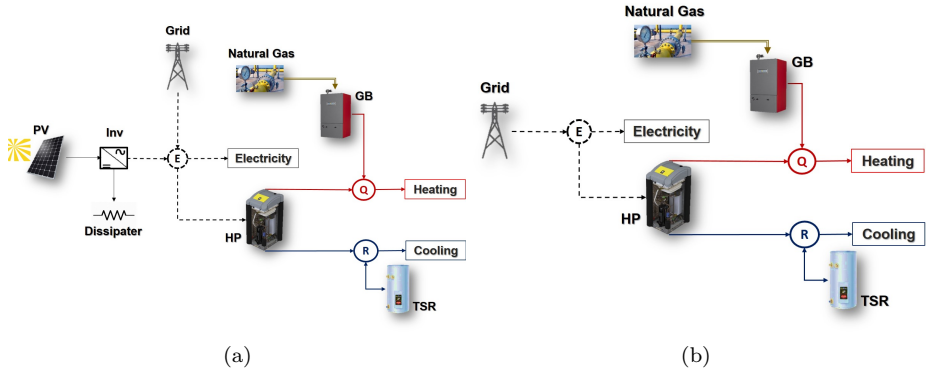 Grid
Natural Gas
GB
PV
Inv
E
Electricity
Q
Heating
HP
Dissipater
R
Cooling
TSR
(a)
Natural Gas
GB
Grid
E
Electricity
Q
Heating
HP
R
Cooling
TSR
(b)